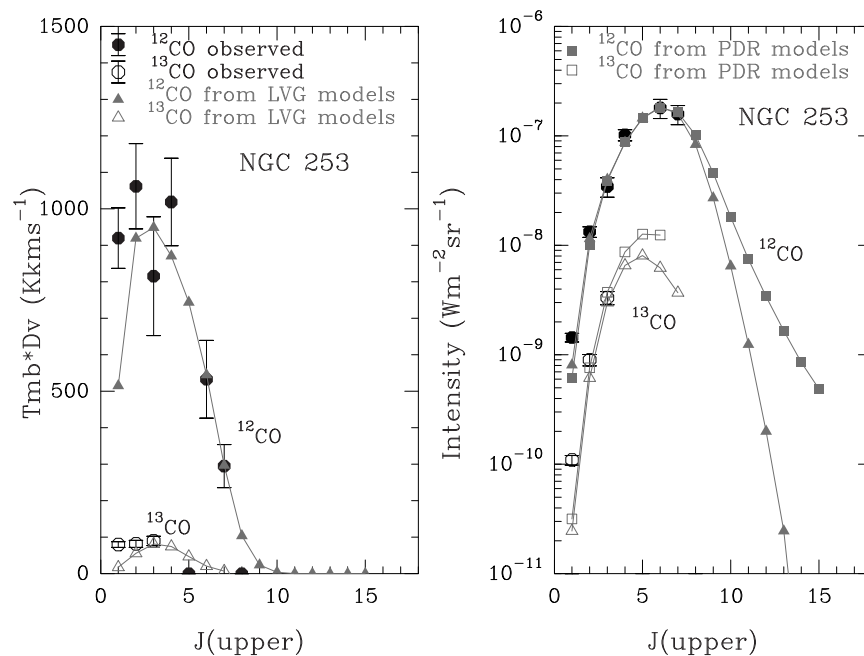 1500
1000
500
0
0
5
10
15
Tmb*Dv (Kkms⁻¹)
J(upper)
¹²CO observed
¹³CO observed
¹²CO from LVG models
¹³CO from LVG models
NGC 253
¹²CO
¹³CO
10⁻⁶
10⁻⁷
10⁻⁸
10⁻⁹
10⁻¹⁰
10⁻¹¹
0
5
10
15
Intensity (Wm⁻²sr⁻¹)
J(upper)
¹²CO from PDR models
¹³CO from PDR models
NGC 253
¹²CO
¹³CO